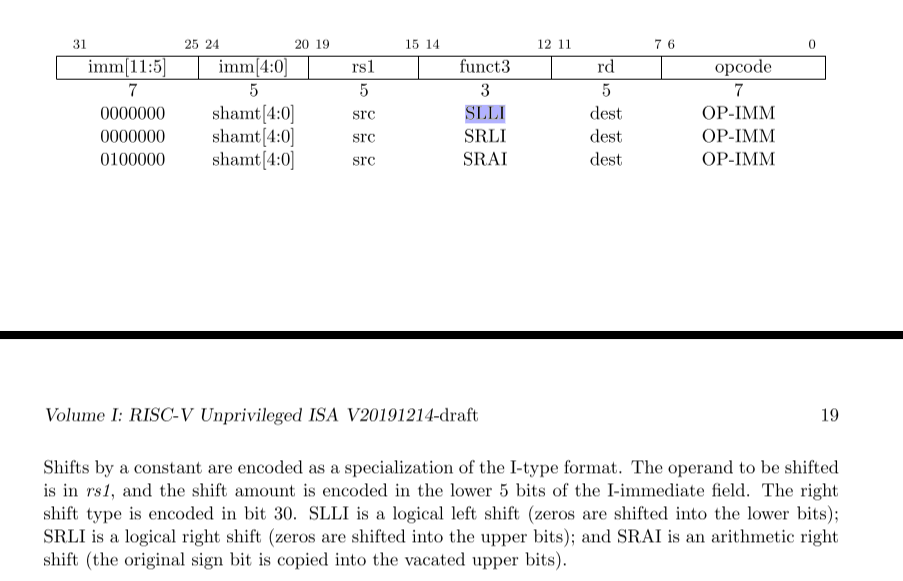 31 25 24 20 19 15 14 12 11 7 6 0
imm[11:5] imm[4:0] rs1 funct3 rd opcode
7 5 5 3 5 7
0000000 shamt[4:0] src SLLI dest OP-IMM
0000000 shamt[4:0] src SRLI dest OP-IMM
0100000 shamt[4:0] src SRAI dest OP-IMM
Volume I: RISC-V Unprivileged ISA V20191214-draft 19
Shifts by a constant are encoded as a specialization of the I-type format. The operand to be shifted
is in rs1, and the shift amount is encoded in the lower 5 bits of the I-immediate field. The right
shift type is encoded in bit 30. SLLI is a logical left shift (zeros are shifted into the lower bits);
SRLI is a logical right shift (zeros are shifted into the upper bits); and SRAI is an arithmetic right
shift (the original sign bit is copied into the vacated upper bits).